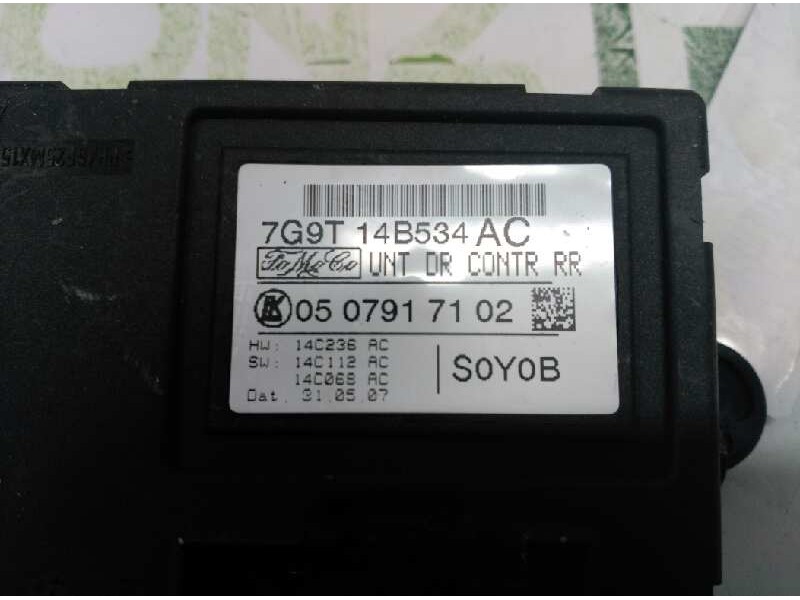 7G9T 14B534 AC
FoMoCo UNT DR CONTR RR
05 0791 71 02
HW: 14C236 AC
SW: 14C112 AC
14C068 AC
S0Y0B
Dat. 31.05.07